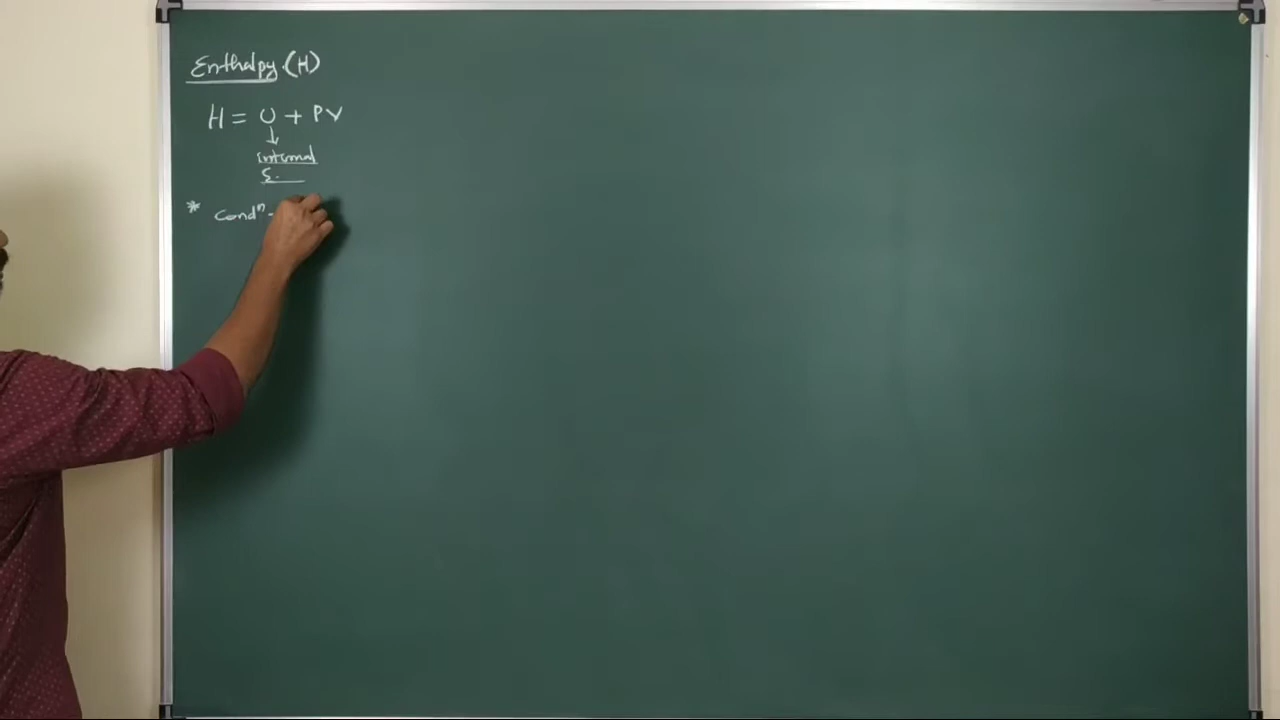 Enthalpy.(H)
H = U + PV
↓
internal
* Condⁿ-